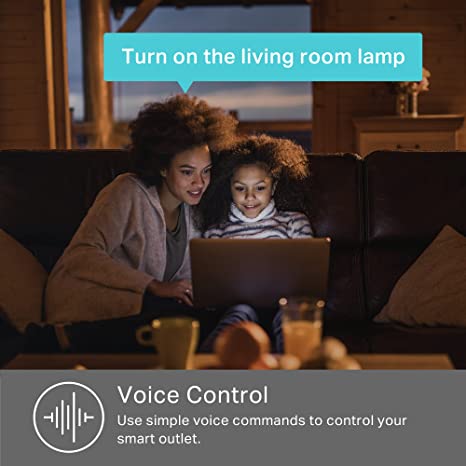 Turn on the living room lamp
Voice Control
Use simple voice commands to control your
smart outlet.